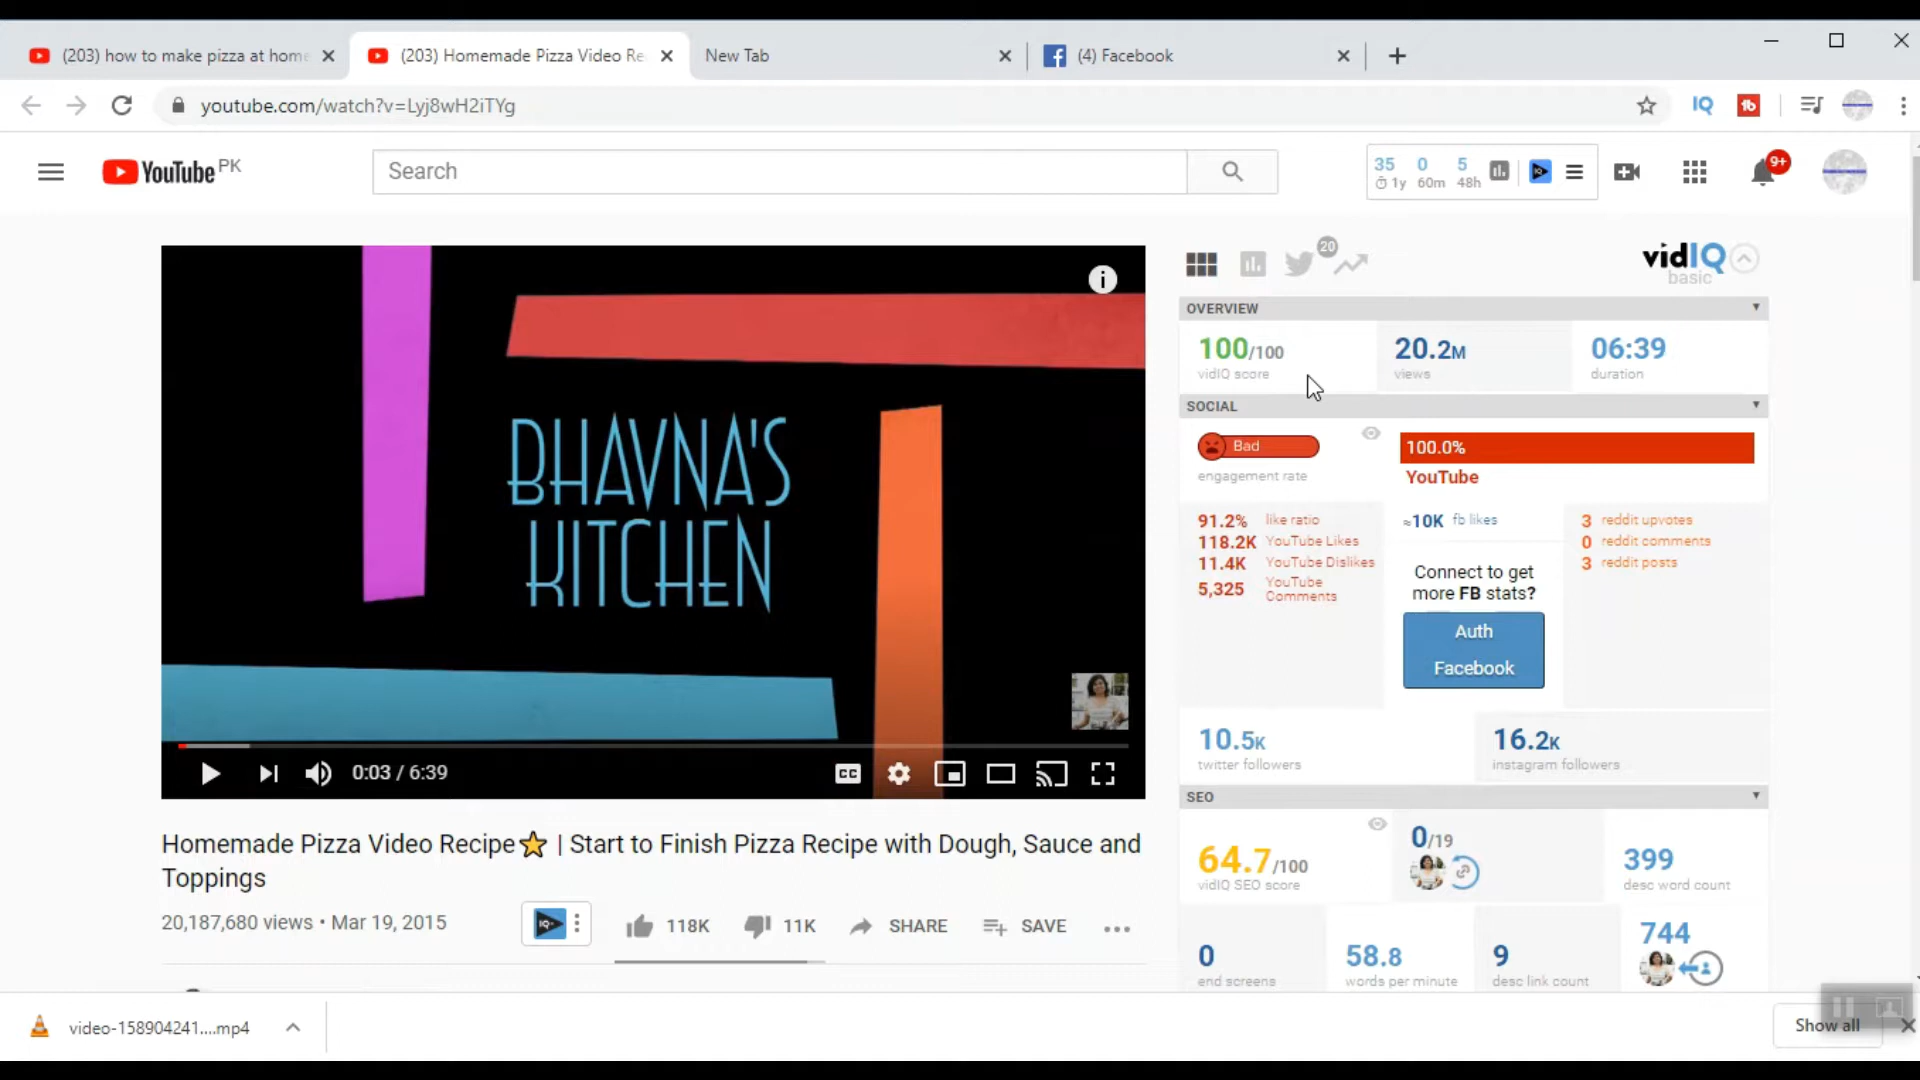 (203) how to make pizza at home
(203) Homemade Pizza Video Re
New Tab
(4) Facebook
youtube.com/watch?v=Lyj8wH2iTYg
IQ
YouTube PK
Search
35 0 5
1y 60m 48h
9+
20
vidIQ
basic
OVERVIEW
100/100
vidIQ score
20.2M
views
06:39
duration
SOCIAL
Bad
engagement rate
100.0%
YouTube
91.2% like ratio
118.2K YouTube Likes
11.4K YouTube Dislikes
5,325 YouTube
Comments
≈10K fb likes
Connect to get
more FB stats?
Auth
Facebook
3 reddit upvotes
0 reddit comments
3 reddit posts
10.5K
twitter followers
16.2K
instagram followers
SEO
64.7/100
vidIQ SEO score
0/19
399
desc word count
0
end screens
58.8
words per minute
9
desc link count
744
BHAVNA'S
KITCHEN
CC
0:03 / 6:39
Homemade Pizza Video Recipe⭐ | Start to Finish Pizza Recipe with Dough, Sauce and
Toppings
20,187,680 views • Mar 19, 2015
118K
11K
SHARE
SAVE
video-158904241....mp4
Show all